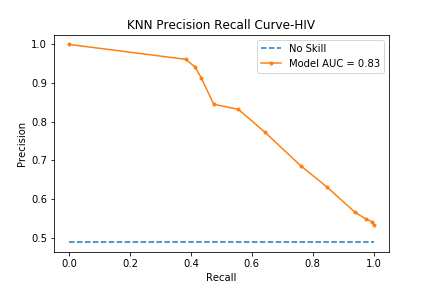 KNN Precision Recall Curve-HIV
1.0
0.9
0.8
0.7
0.6
0.5
Precision
No Skill
Model AUC = 0.83
0.0 0.2 0.4 0.6 0.8 1.0
Recall